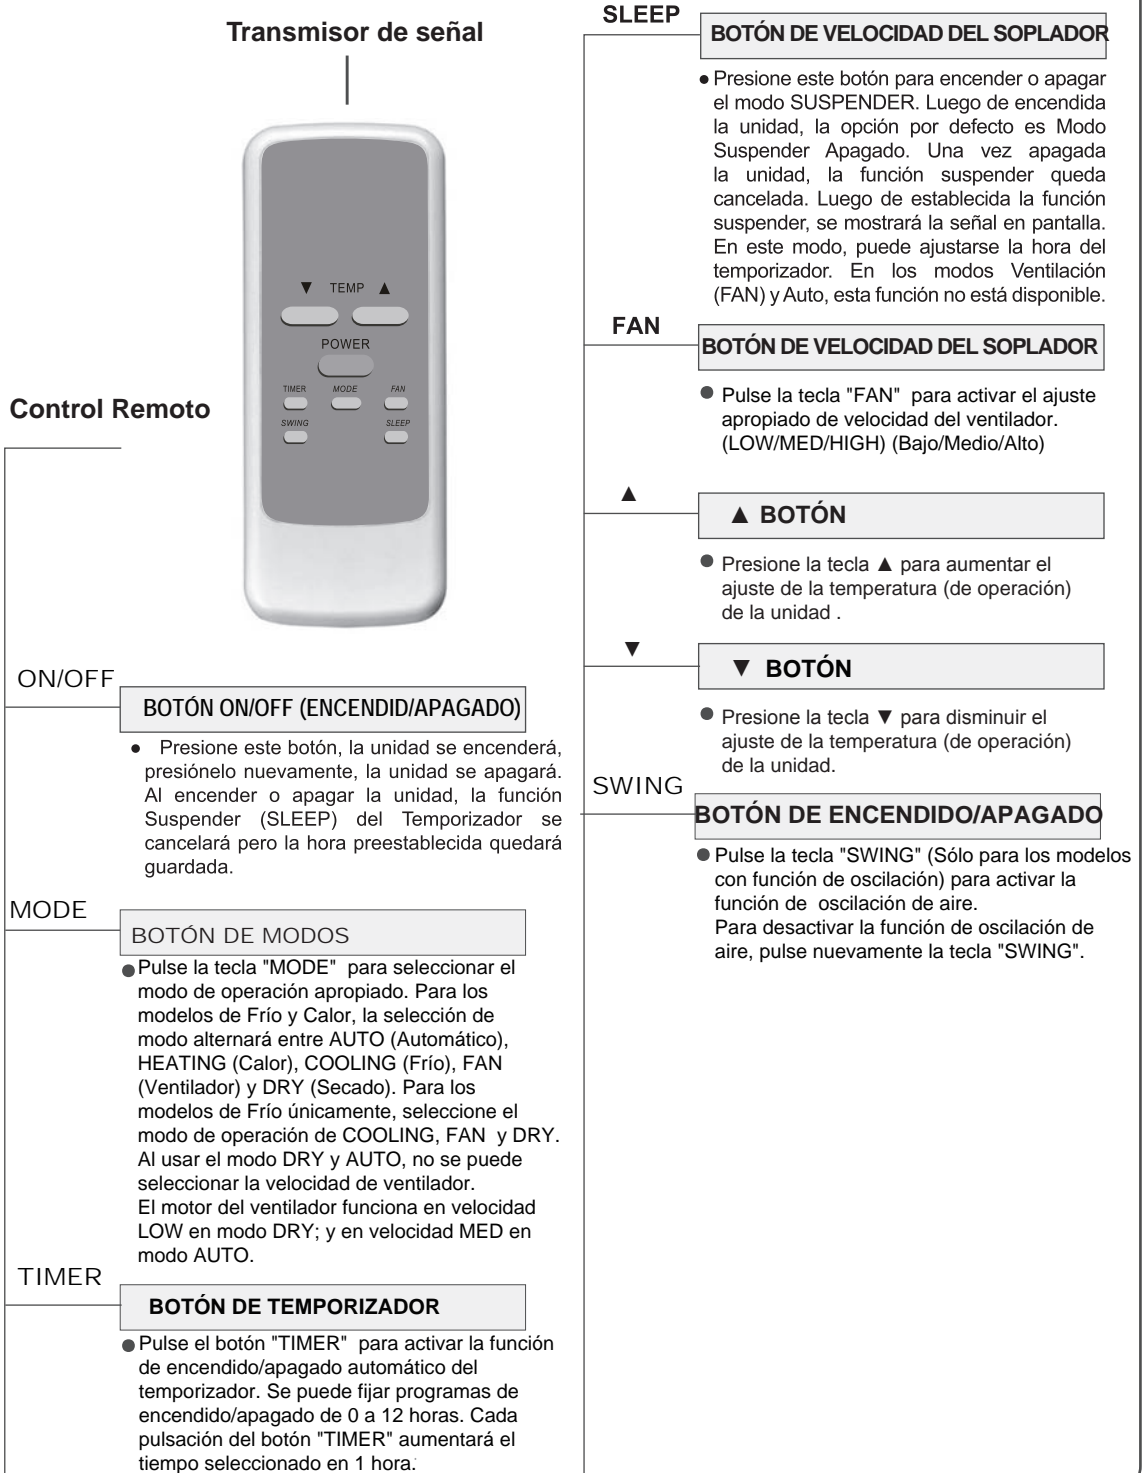 Transmisor de señal
▼ TEMP ▲
POWER
TIMER MODE FAN
SWING SLEEP
Control Remoto
ON/OFF
BOTÓN ON/OFF (ENCENDID/APAGADO)
● Presione este botón, la unidad se encenderá,
presiónelo nuevamente, la unidad se apagará.
Al encender o apagar la unidad, la función
Suspender (SLEEP) del Temporizador se
cancelará pero la hora preestablecida quedará
guardada.
MODE
BOTÓN DE MODOS
● Pulse la tecla "MODE" para seleccionar el
modo de operación apropiado. Para los
modelos de Frío y Calor, la selección de
modo alternará entre AUTO (Automático),
HEATING (Calor), COOLING (Frío), FAN
(Ventilador) y DRY (Secado). Para los
modelos de Frío únicamente, seleccione el
modo de operación de COOLING, FAN y DRY.
Al usar el modo DRY y AUTO, no se puede
seleccionar la velocidad de ventilador.
El motor del ventilador funciona en velocidad
LOW en modo DRY; y en velocidad MED en
modo AUTO.
TIMER
BOTÓN DE TEMPORIZADOR
● Pulse el botón "TIMER" para activar la función
de encendido/apagado automático del
temporizador. Se puede fijar programas de
encendido/apagado de 0 a 12 horas. Cada
pulsación del botón "TIMER" aumentará el
tiempo seleccionado en 1 hora.
SLEEP
BOTÓN DE VELOCIDAD DEL SOPLADOR
● Presione este botón para encender o apagar
el modo SUSPENDER. Luego de encendida
la unidad, la opción por defecto es Modo
Suspender Apagado. Una vez apagada
la unidad, la función suspender queda
cancelada. Luego de establecida la función
suspender, se mostrará la señal en pantalla.
En este modo, puede ajustarse la hora del
temporizador. En los modos Ventilación
(FAN) y Auto, esta función no está disponible.
FAN
BOTÓN DE VELOCIDAD DEL SOPLADOR
● Pulse la tecla "FAN" para activar el ajuste
apropiado de velocidad del ventilador.
(LOW/MED/HIGH) (Bajo/Medio/Alto)
▲
▲ BOTÓN
● Presione la tecla ▲ para aumentar el
ajuste de la temperatura (de operación)
de la unidad .
▼
▼ BOTÓN
● Presione la tecla ▼ para disminuir el
ajuste de la temperatura (de operación)
de la unidad.
SWING
BOTÓN DE ENCENDIDO/APAGADO
● Pulse la tecla "SWING" (Sólo para los modelos
con función de oscilación) para activar la
función de oscilación de aire.
Para desactivar la función de oscilación de
aire, pulse nuevamente la tecla "SWING".